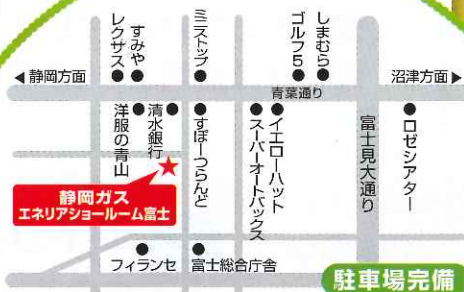 レクサス
すみや
ミニストップ
ゴルフ5
しまむら
◀静岡方面
沼津方面▶
青葉通り
洋服の青山
清水銀行
すぽーつらんど
スーパーオートバックス
イエローハット
富士見大通り
ロゼシアター
静岡ガス
エネリアショールーム富士
フィランセ
富士総合庁舎
駐車場完備